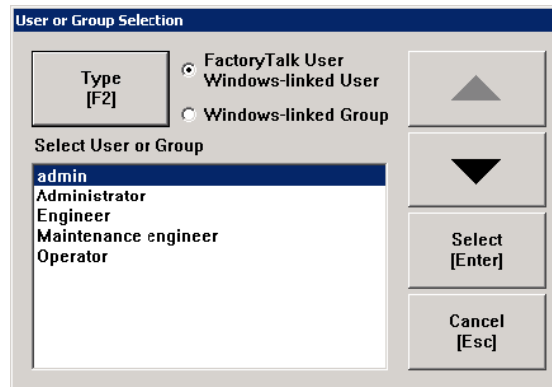 User or Group Selection
Type
[F2]
FactoryTalk User
Windows-linked User
Windows-linked Group
Select User or Group
admin
Administrator
Engineer
Maintenance engineer
Operator
Select
[Enter]
Cancel
[Esc]